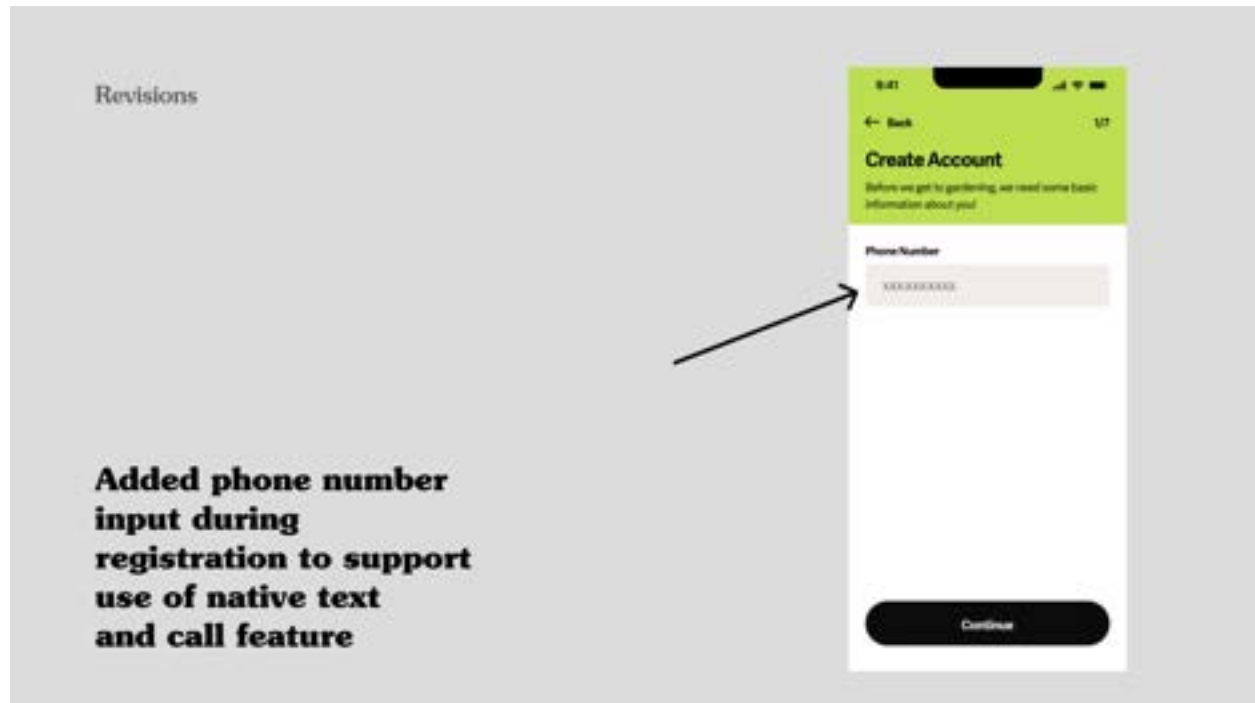 Revisions
9:41
← Back
1/7
Create Account
Before we get to gardening, we need some basic
information about you!
Phone Number
XXXXXXXXXX
Continue
Added phone number
input during
registration to support
use of native text
and call feature